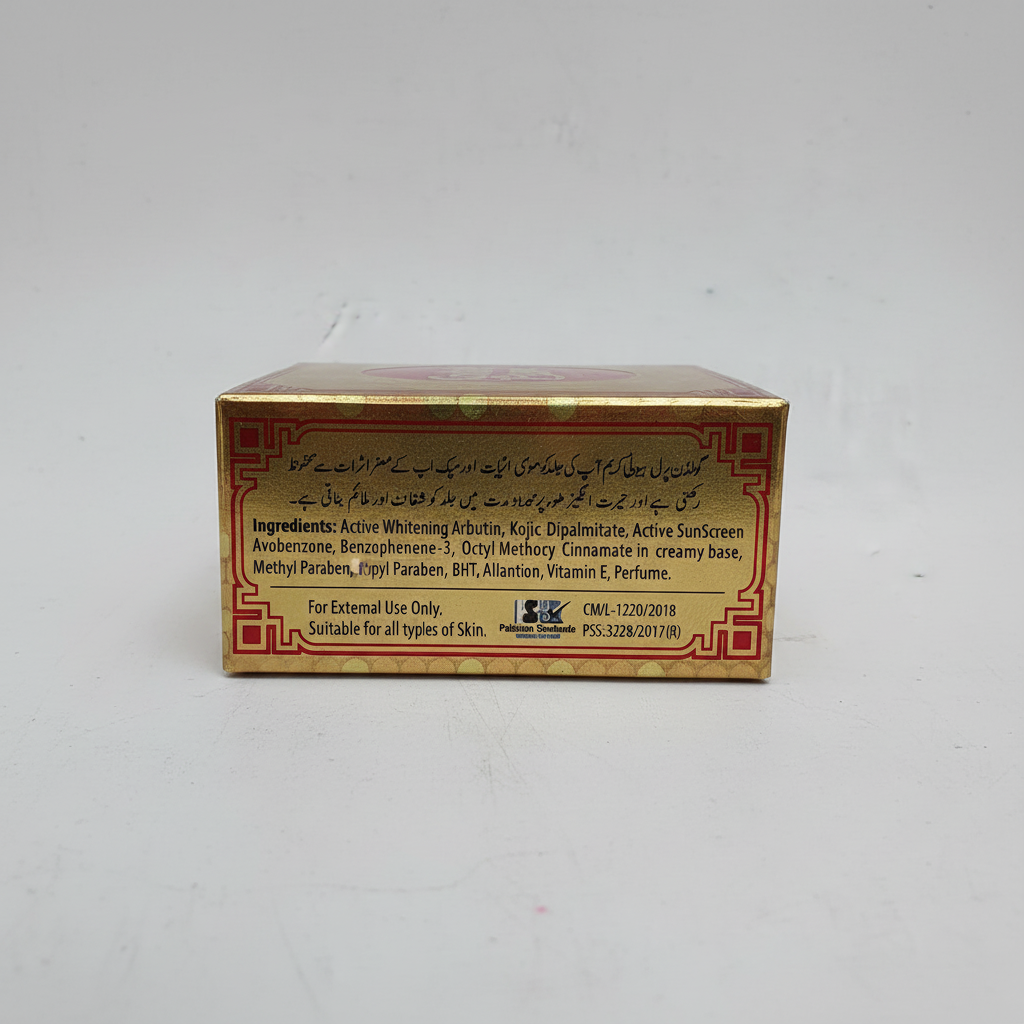 گولڈن پرل بیوٹی کریم آپ کی جلد کو موسمی اثرات اور میک اپ کے مضر اثرات سے محفوظ
رکھتی ہے اور حیرت انگیز طور پر مدت میں جلد کو شفاف اور ملائم بناتی ہے۔
Ingredients: Active Whitening Arbutin, Kojic Dipalmitate, Active SunScreen
Avobenzone, Benzophenene-3, Octyl Methocy Cinnamate in creamy base,
Methyl Paraben, Paraben, BHT, Allantion, Vitamin E, Perfume.
For Extemal Use Only.
Suitable for all types of Skin.
CM/L-1220/2018
PSS:3228/2017(R)